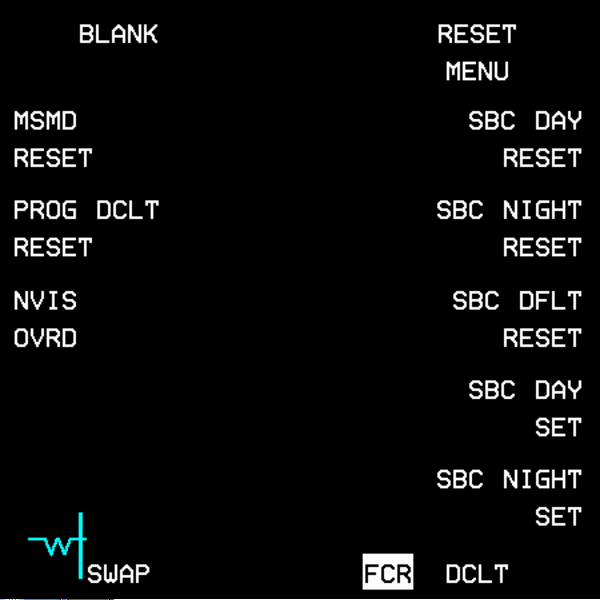 BLANK RESET
MENU
MSMD SBC DAY
RESET RESET
PROG DCLT SBC NIGHT
RESET RESET
NVIS SBC DFLT
OVRD RESET
SBC DAY
SET
SBC NIGHT
SET
SWAP FCR DCLT